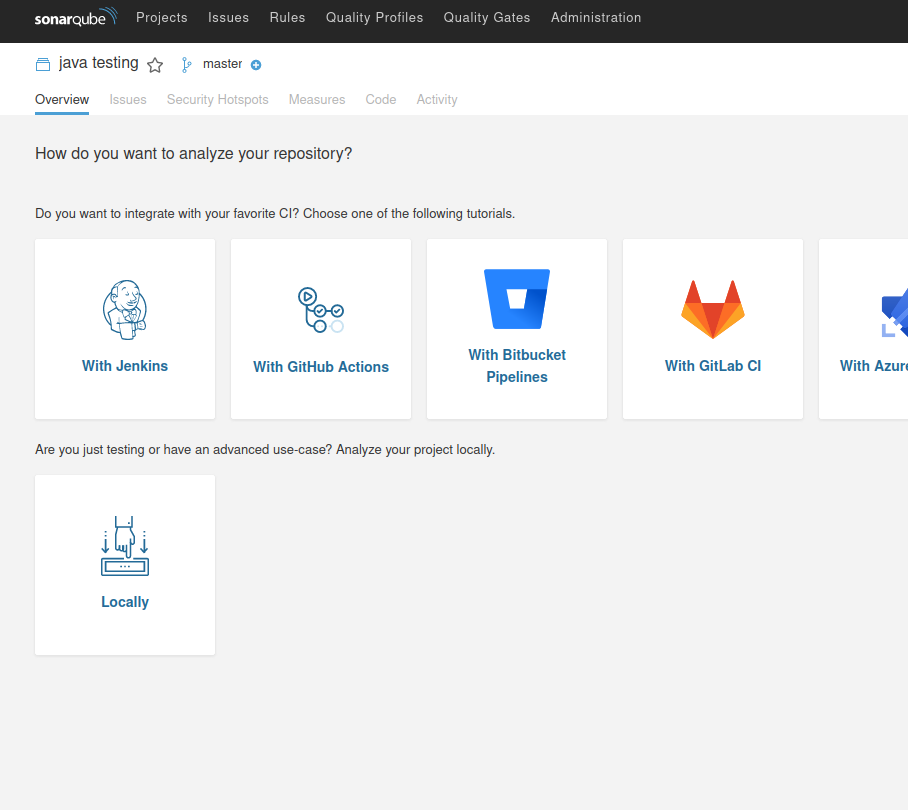 sonarqube Projects Issues Rules Quality Profiles Quality Gates Administration
java testing master
Overview Issues Security Hotspots Measures Code Activity
How do you want to analyze your repository?
Do you want to integrate with your favorite CI? Choose one of the following tutorials.
With Jenkins
With GitHub Actions
With Bitbucket
Pipelines
With GitLab CI
With Azure
Are you just testing or have an advanced use-case? Analyze your project locally.
Locally